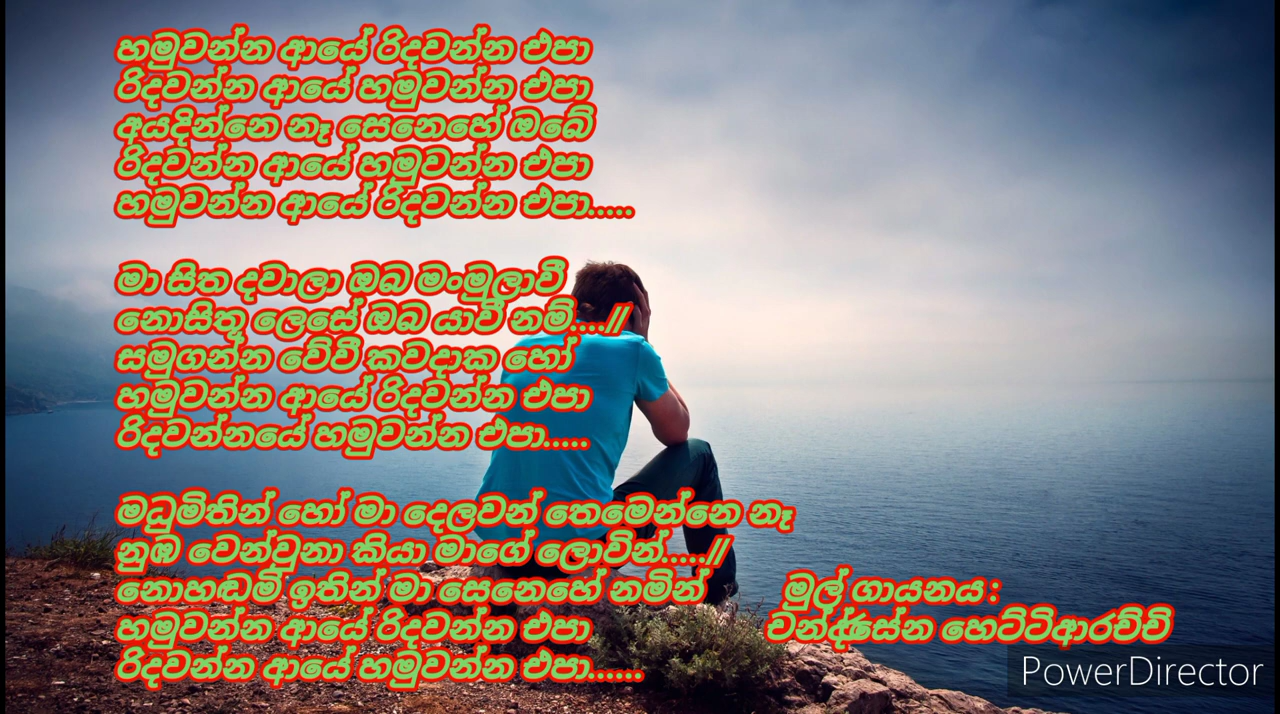 හමුවන්න ආයේ රිදවන්න එපා
රිදවන්න ආයේ හමුවන්න එපා
අයදින්නෙ නෑ සෙනෙහේ ඔබේ
රිදවන්න ආයේ හමුවන්න එපා
හමුවන්න ආයේ රිදවන්න එපා.....
මා සිත දවාලා ඔබ මංමුලාවී
නොසිතූ ලෙසේ ඔබ යාවී නම්....//
සමුගන්න වේවී කවදාක හෝ
හමුවන්න ආයේ රිදවන්න එපා
රිදවන්නයේ හමුවන්න එපා.....
මධුමිතින් හෝ මා දෙලවන් තෙමෙන්නෙ නෑ
නුඹ වෙන්වුනා කියා මාගේ ලොවින්.....//
නොහඬමි ඉතින් මා සෙනෙහේ නමින්
හමුවන්න ආයේ රිදවන්න එපා
රිදවන්න ආයේ හමුවන්න එපා......
මුල් ගායනය :
හෙට්ටිආරච්චි
PowerDirector